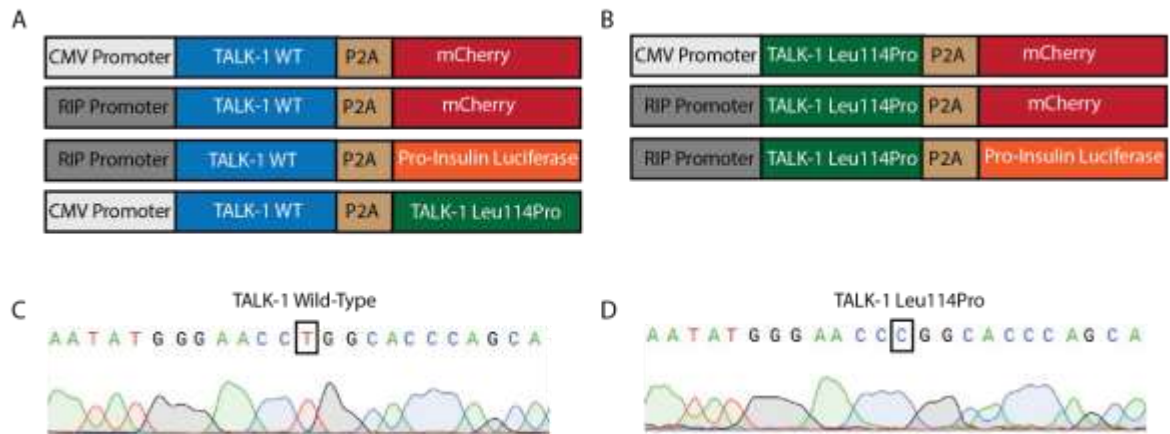 A
CMV Promoter TALK-1 WT P2A mCherry
RIP Promoter TALK-1 WT P2A mCherry
RIP Promoter TALK-1 WT P2A Pro-Insulin Luciferase
CMV Promoter TALK-1 WT P2A TALK-1 Leu114Pro
B
CMV Promoter TALK-1 Leu114Pro P2A mCherry
RIP Promoter TALK-1 Leu114Pro P2A mCherry
RIP Promoter TALK-1 Leu114Pro P2A Pro-Insulin Luciferase
C
TALK-1 Wild-Type
A A T A T G G G A A C C T G G C A C C C A G C A
D
TALK-1 Leu114Pro
A A T A T G G G A A C C C G G C A C C C A G C A